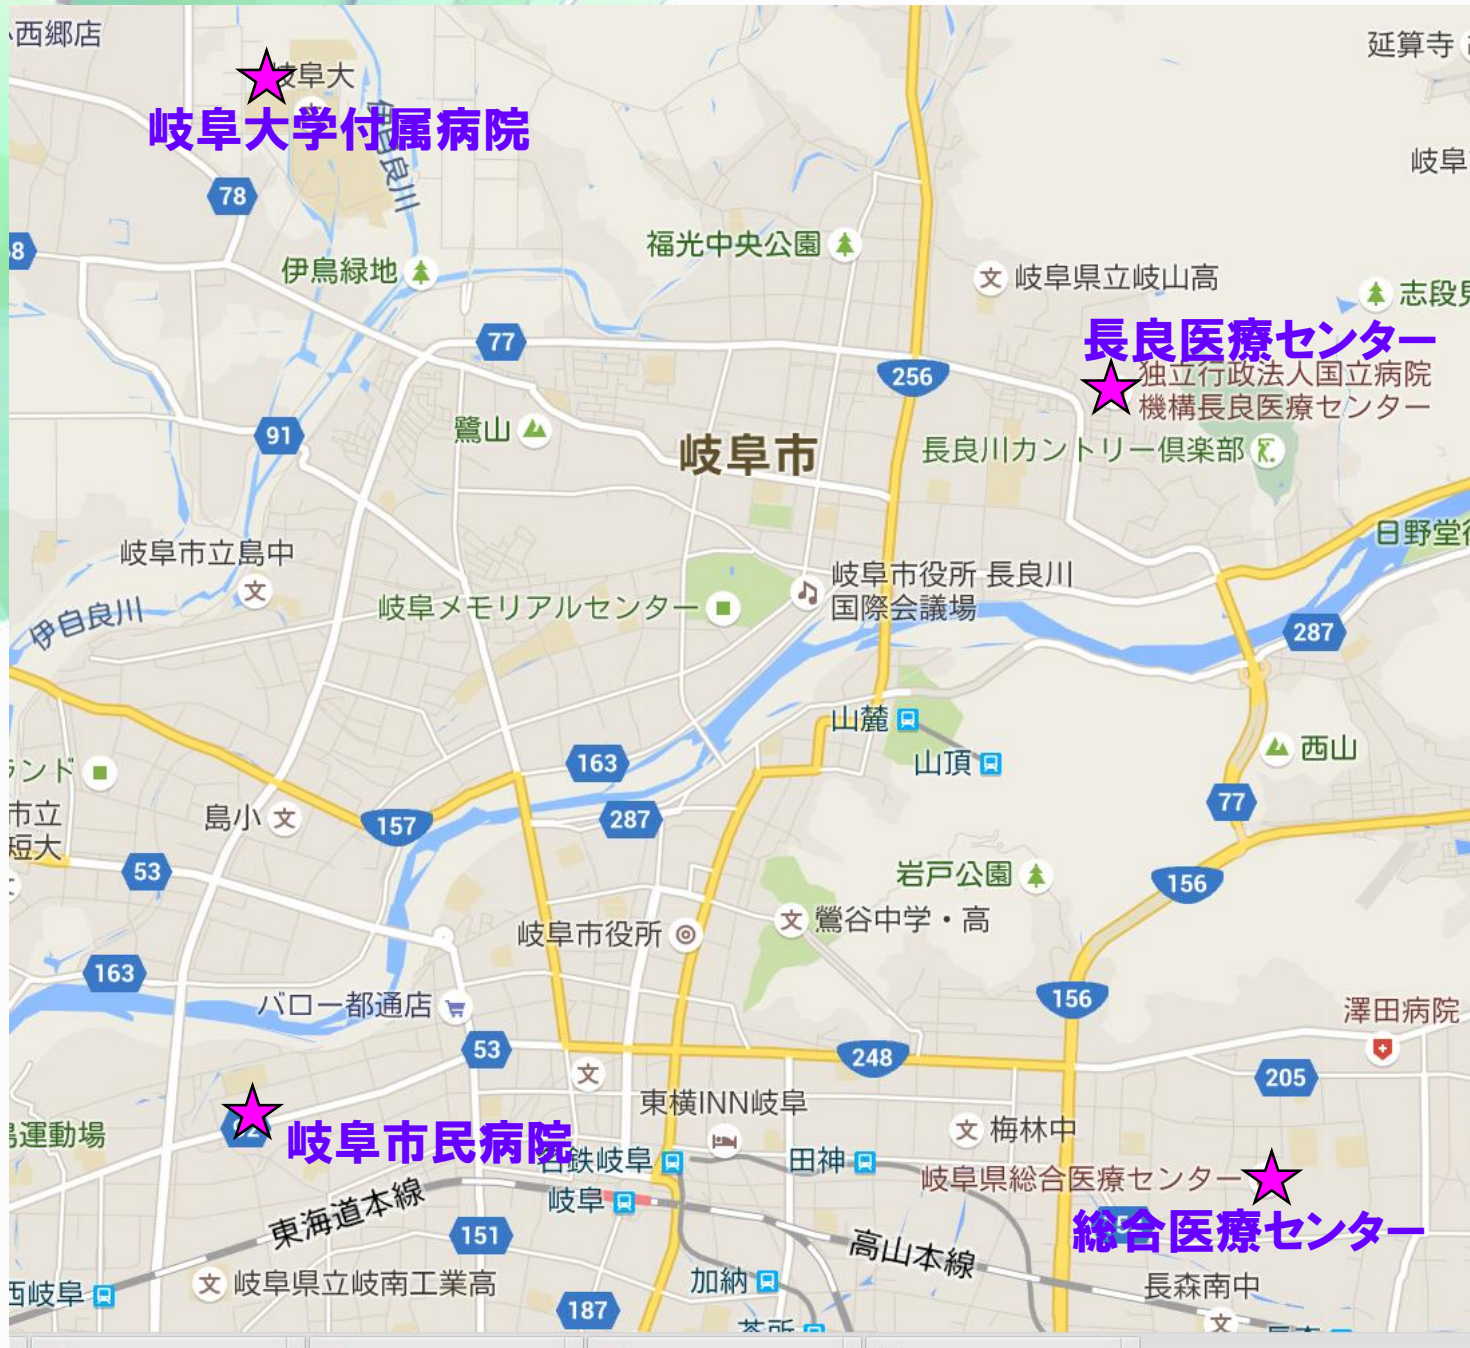 西郷店
延算寺
岐阜大
岐阜大学付属病院
伊自良川
岐阜
78
福光中央公園
伊島緑地
岐阜県立岐山高
志段見
77
長良医療センター
独立行政法人国立病院
機構長良医療センター
256
91
鷺山
岐阜市
長良川カントリー倶楽部
日野堂後
岐阜市立島中
岐阜市役所 長良川
国際会議場
岐阜メモリアルセンター
伊自良川
287
山麓
山頂
西山
163
ランド
市立
短大
島小
157
287
77
53
岩戸公園
156
鶯谷中学・高
岐阜市役所
163
156
バロー都通店
澤田病院
53
248
205
東横INN岐阜
92
岐阜市民病院
梅林中
運動場
名鉄岐阜
田神
岐阜県総合医療センター
岐阜
東海道本線
総合医療センター
151
高山本線
西岐阜
岐阜県立岐南工業高
加納
長森南中
187
茶所